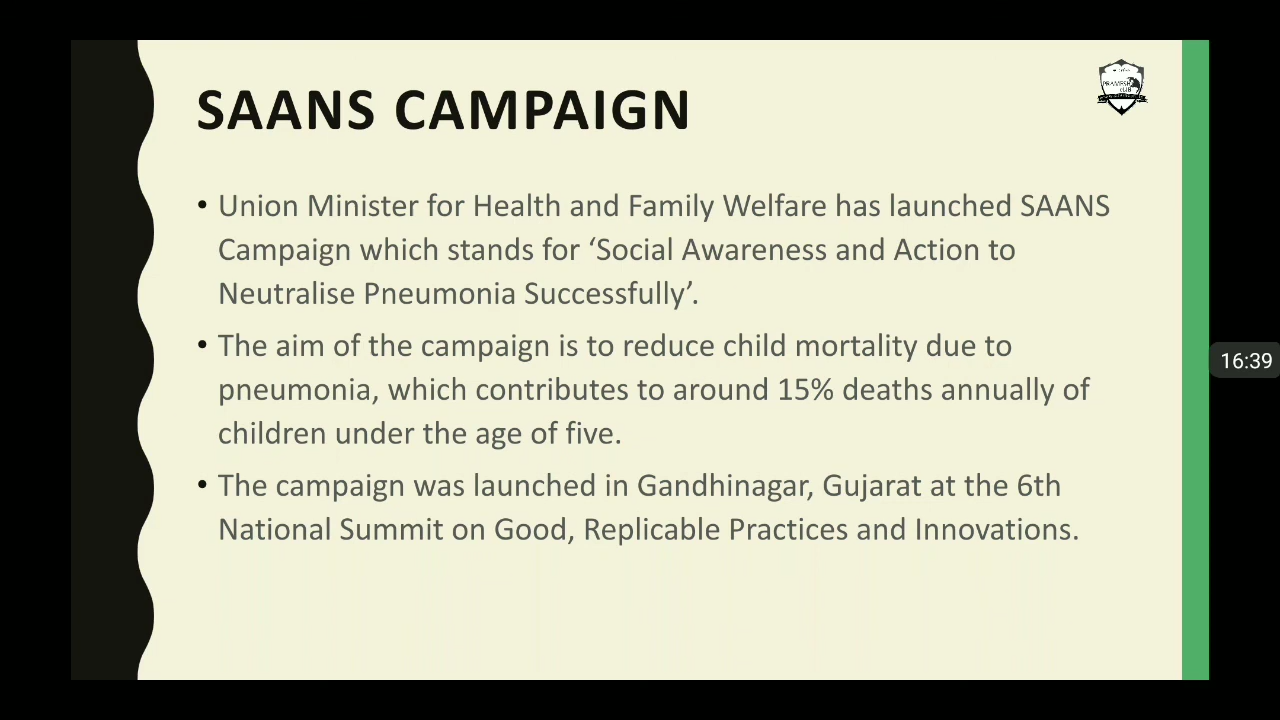 SAANS CAMPAIGN
• Union Minister for Health and Family Welfare has launched SAANS
Campaign which stands for ‘Social Awareness and Action to
Neutralise Pneumonia Successfully’.
• The aim of the campaign is to reduce child mortality due to
pneumonia, which contributes to around 15% deaths annually of
children under the age of five.
• The campaign was launched in Gandhinagar, Gujarat at the 6th
National Summit on Good, Replicable Practices and Innovations.
16:39